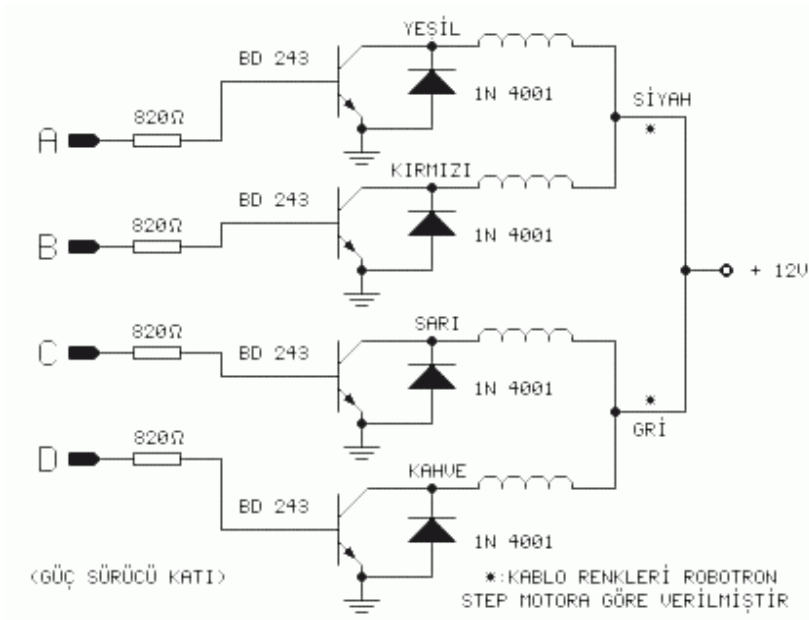 YEŞİL
BD 243
1N 4001
820Ω
SİYAH
*
A
KIRMIZI
BD 243
820Ω
1N 4001
B
+ 12V
SARI
820Ω
BD 243
1N 4001
C
*
GRİ
820Ω
D
KAHVE
BD 243
1N 4001
(GÜÇ SÜRÜCÜ KATI)
*:KABLO RENKLERİ ROBOTRON
STEP MOTORA GÖRE VERİLMİŞTİR